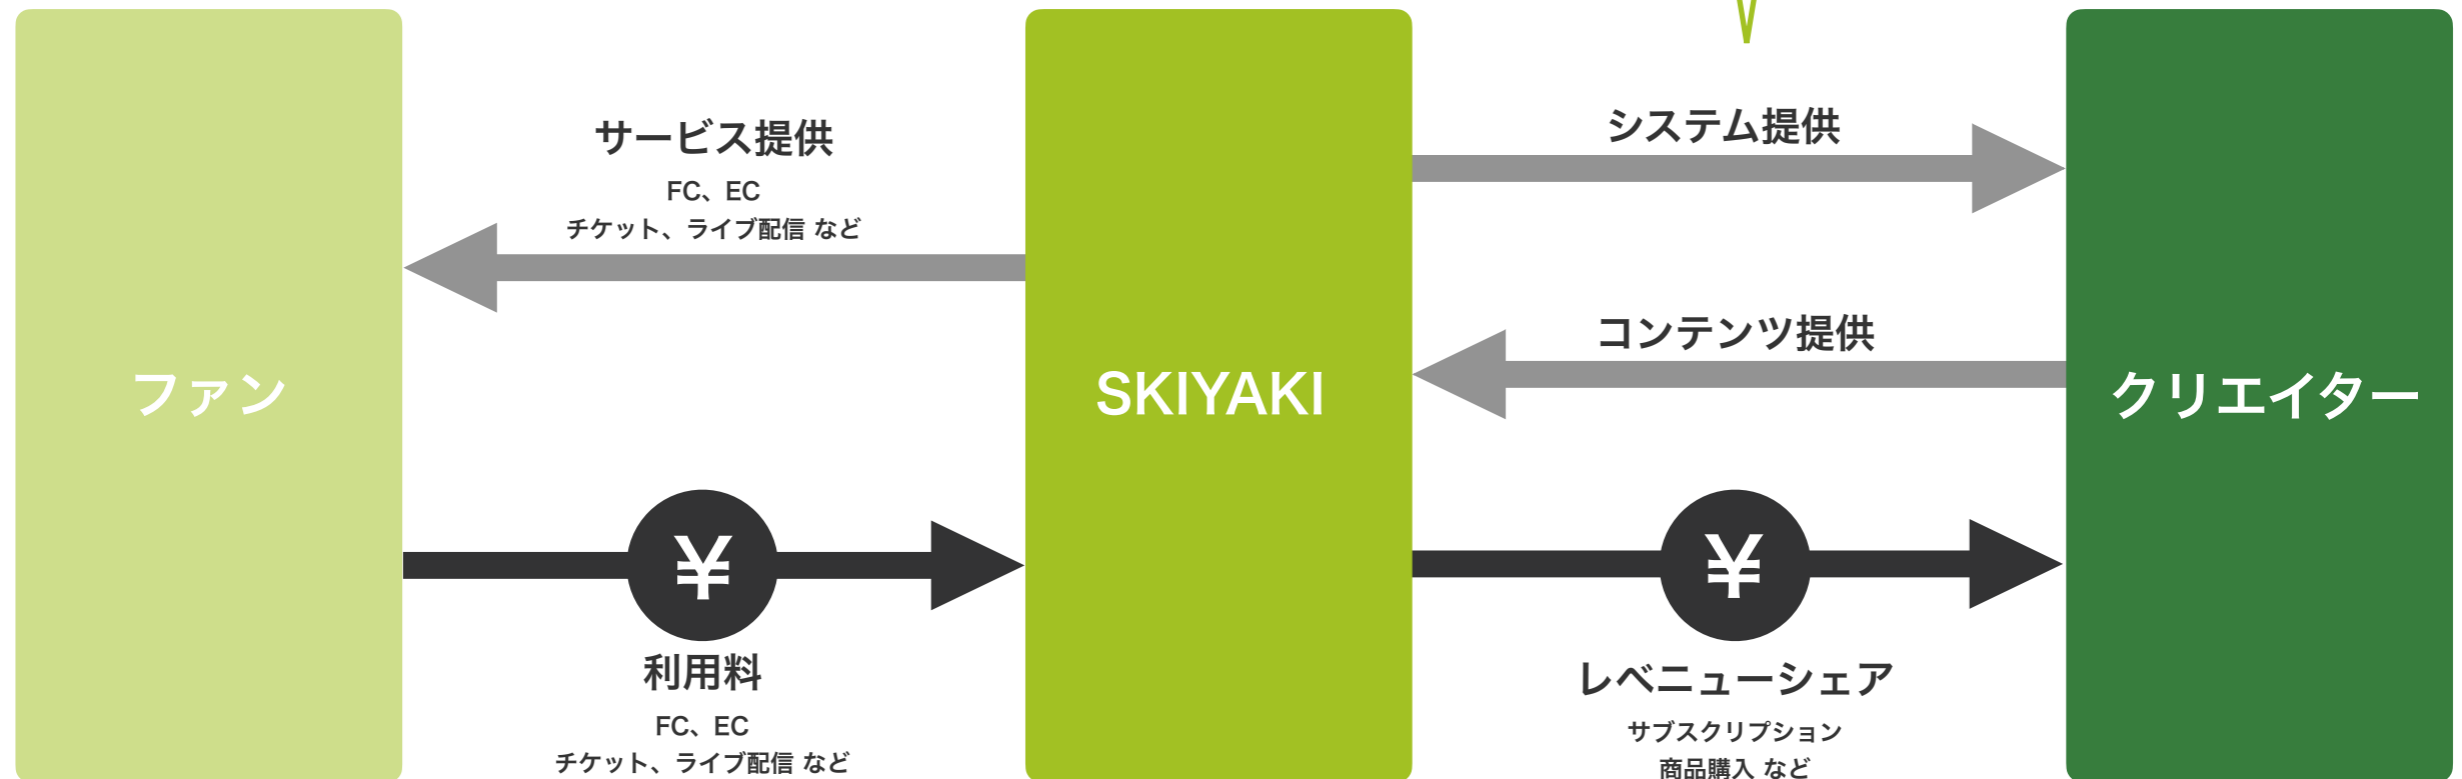 ファン
サービス提供
FC、EC
チケット、ライブ配信 など
¥
利用料
FC、EC
チケット、ライブ配信 など
SKIYAKI
システム提供
コンテンツ提供
¥
レベニューシェア
サブスクリプション
商品購入 など
クリエイター